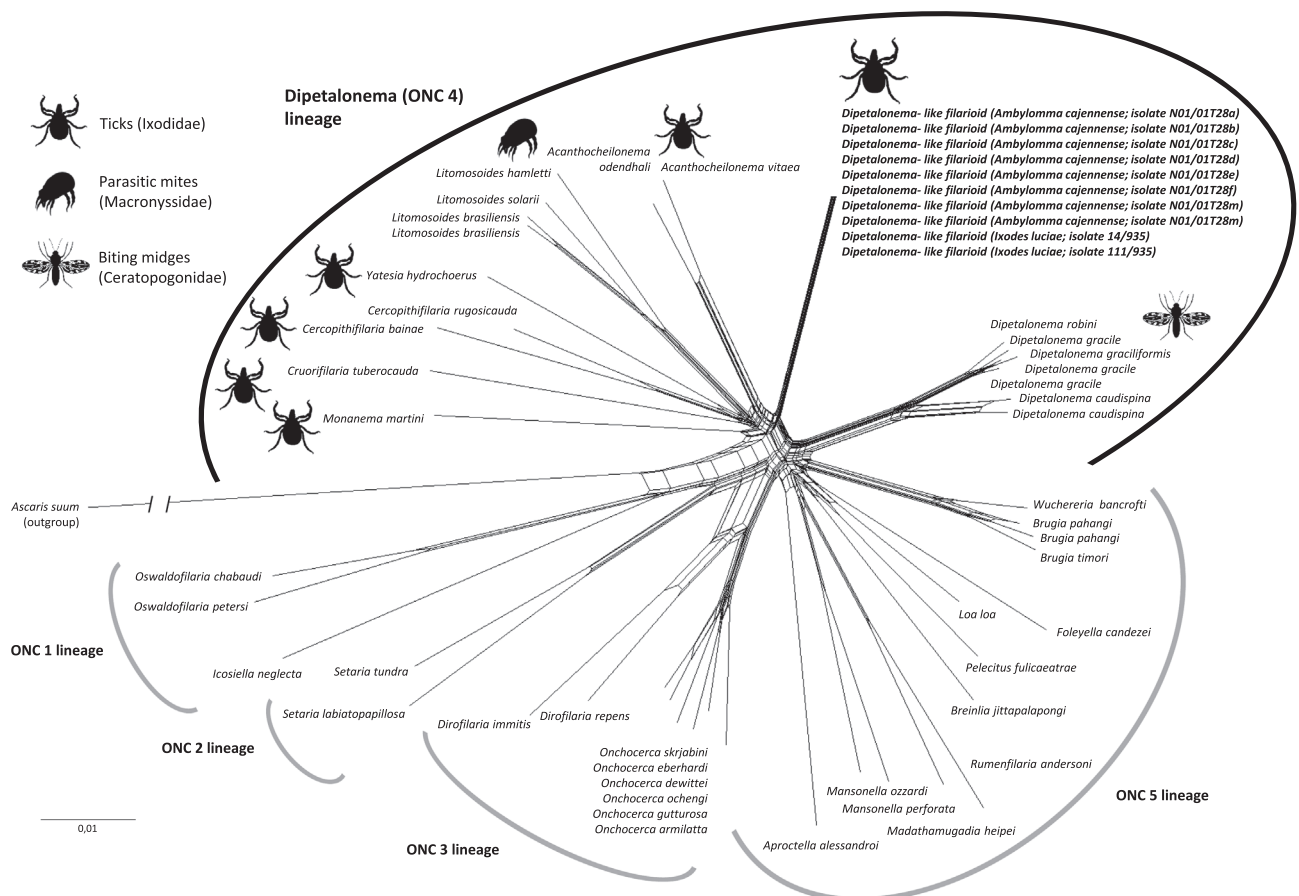 Ticks (Ixodidae)
Parasitic mites
(Macronyssidae)
Biting midges
(Ceratopogonidae)
Dipetalonema (ONC 4)
lineage
Dipetalonema- like filarioid (Ambylomma cajennense; isolate N01/01T28a)
Dipetalonema- like filarioid (Ambylomma cajennense; isolate N01/01T28b)
Dipetalonema- like filarioid (Ambylomma cajennense; isolate N01/01T28c)
Dipetalonema- like filarioid (Ambylomma cajennense; isolate N01/01T28d)
Dipetalonema- like filarioid (Ambylomma cajennense; isolate N01/01T28e)
Dipetalonema- like filarioid (Ambylomma cajennense; isolate N01/01T28f)
Dipetalonema- like filarioid (Ambylomma cajennense; isolate N01/01T28m)
Dipetalonema- like filarioid (Ambylomma cajennense; isolate N01/01T28m)
Dipetalonema- like filarioid (Ixodes luciae; isolate 14/935)
Dipetalonema- like filarioid (Ixodes luciae; isolate 111/935)
Acanthocheilonema
odendhali
Acanthocheilonema vitaea
Litomosoides hamletti
Litomosoides solarii
Litomosoides brasiliensis
Litomosoides brasiliensis
Yatesia hydrochoerus
Cercopithifilaria rugosicauda
Cercopithifilaria bainae
Cruorifilaria tuberocauda
Monanema martini
Dipetalonema robini
Dipetalonema gracile
Dipetalonema graciliformis
Dipetalonema gracile
Dipetalonema gracile
Dipetalonema caudispina
Dipetalonema caudispina
Ascaris suum
(outgroup)
Oswaldofilaria chabaudi
Oswaldofilaria petersi
ONC 1 lineage
Icosiella neglecta
Setaria tundra
Setaria labiatopapillosa
ONC 2 lineage
Dirofilaria immitis
Dirofilaria repens
Onchocerca skrjabini
Onchocerca eberhardi
Onchocerca dewittei
Onchocerca ochengi
Onchocerca gutturosa
Onchocerca armilatta
ONC 3 lineage
Wuchereria bancrofti
Brugia pahangi
Brugia pahangi
Brugia timori
Loa loa
Foleyella candezei
Pelecitus fulicaeatrae
Breinlia jittapalapongi
Rumenfilaria andersoni
Mansonella ozzardi
Mansonella perforata
Madathamugadia heipei
Aproctella alessandroi
ONC 5 lineage
0,01